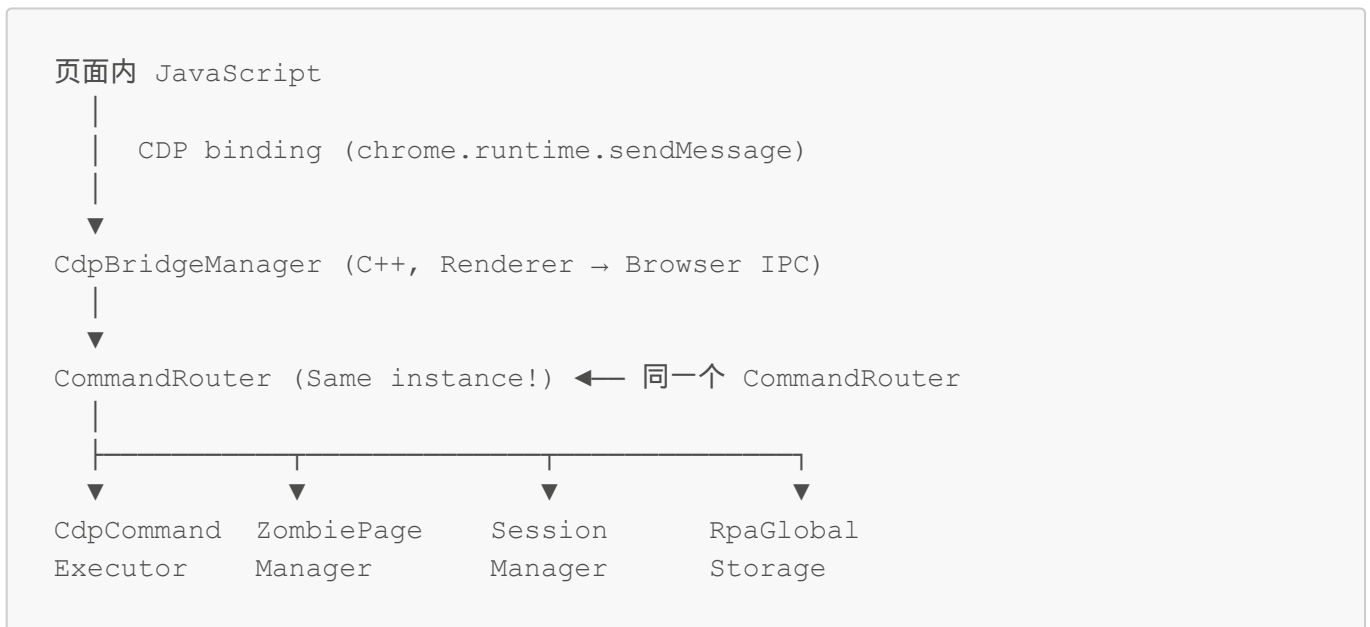 页面内 JavaScript
CDP binding (chrome.runtime.sendMessage)
CdpBridgeManager (C++, Renderer → Browser IPC)
CommandRouter (Same instance!) ◀── 同一个 CommandRouter
CdpCommand ZombiePage Session RpaGlobal
Executor Manager Manager Storage